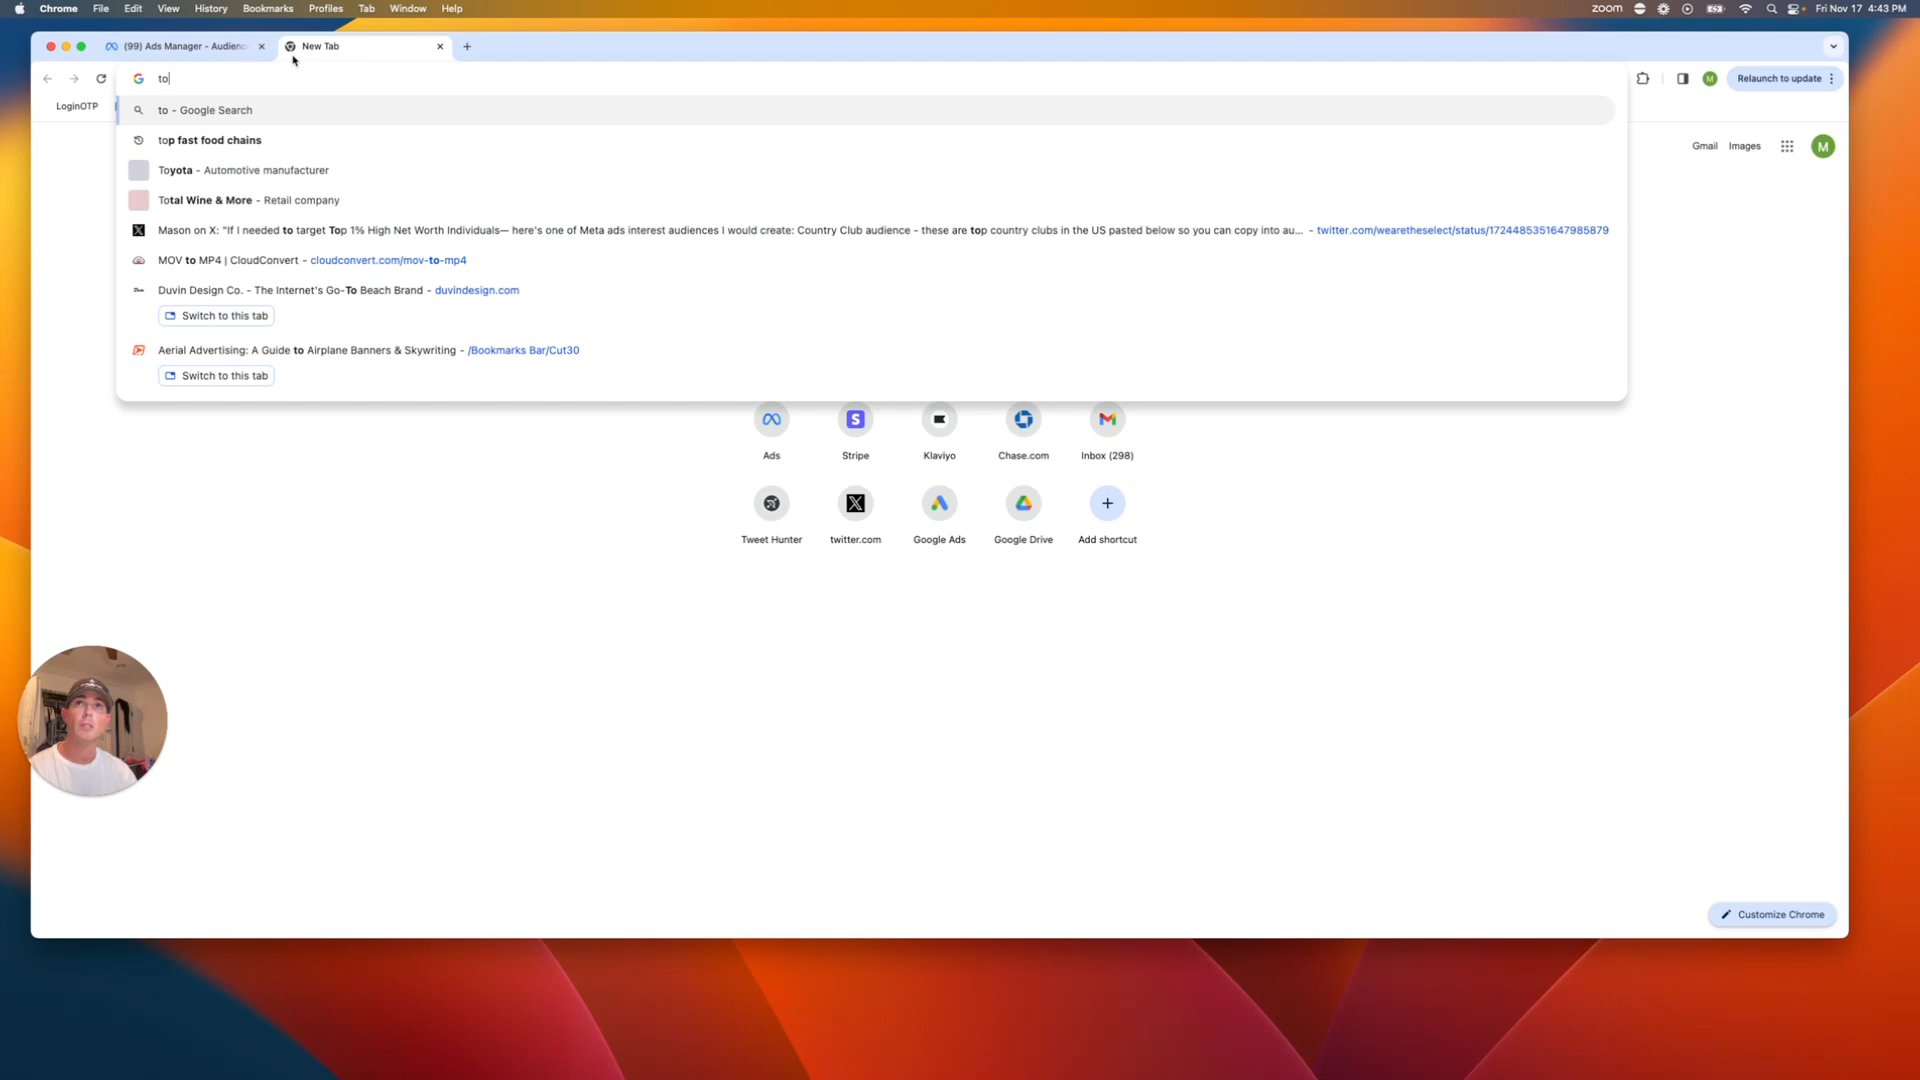 Chrome File Edit View History Bookmarks Profiles Tab Window Help
zoom Fri Nov 17 4:43 PM
(99) Ads Manager - Audienc
New Tab
to
Relaunch to update
LoginOTP
to - Google Search
top fast food chains
Toyota - Automotive manufacturer
Total Wine & More - Retail company
Mason on X: "If I needed to target Top 1% High Net Worth Individuals— here's one of Meta ads interest audiences I would create: Country Club audience - these are top country clubs in the US pasted below so you can copy into au... - twitter.com/wearetheselect/status/1724485351647985879
MOV to MP4 | CloudConvert - cloudconvert.com/mov-to-mp4
Duvin Design Co. - The Internet's Go-To Beach Brand - duvindesign.com
Switch to this tab
Aerial Advertising: A Guide to Airplane Banners & Skywriting - /Bookmarks Bar/Cut30
Switch to this tab
Gmail Images M
Ads Stripe Klaviyo Chase.com Inbox (298)
Tweet Hunter twitter.com Google Ads Google Drive Add shortcut
Customize Chrome